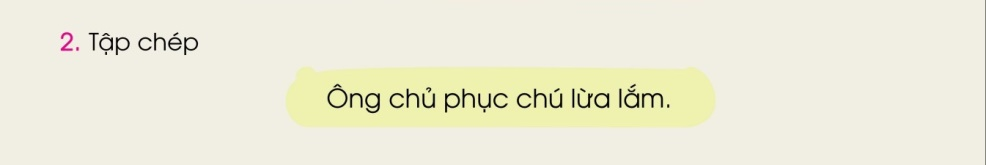 2. Tập chép
Ông chủ phục chú lừa lắm.